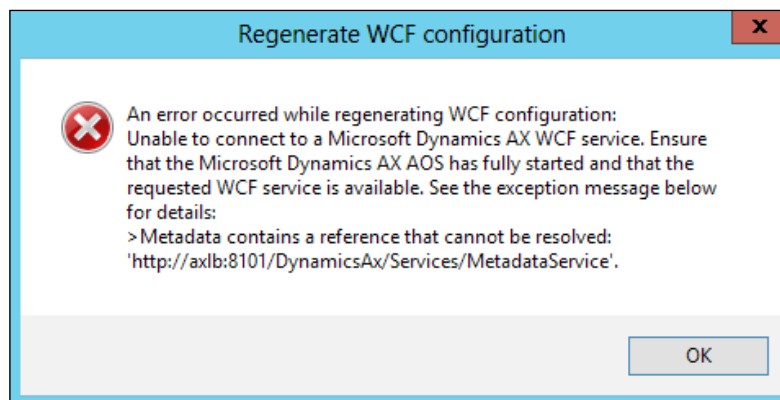 Regenerate WCF configuration
x
An error occurred while regenerating WCF configuration:
Unable to connect to a Microsoft Dynamics AX WCF service. Ensure
that the Microsoft Dynamics AX AOS has fully started and that the
requested WCF service is available. See the exception message below
for details:
>Metadata contains a reference that cannot be resolved:
'http://axlb:8101/DynamicsAx/Services/MetadataService'.
OK